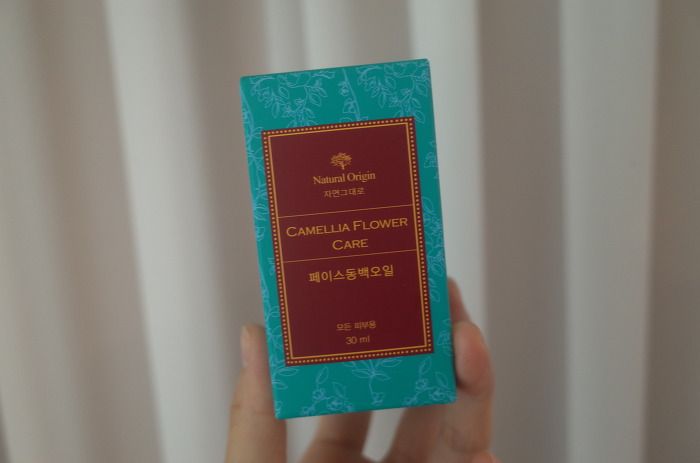 Natural Origin
자연그대로
CAMELLIA FLOWER
CARE
페이스동백오일
모든 피부용
30 ml